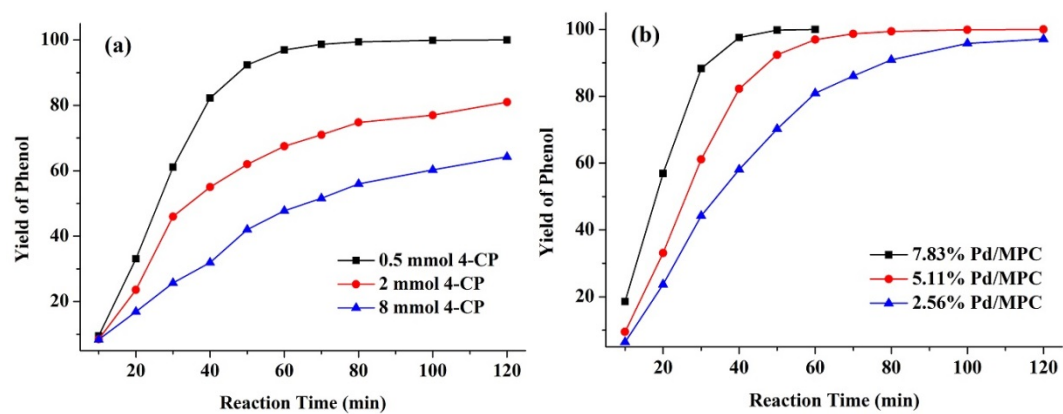 (a)
100
80
60
40
20
Yield of Phenol
0.5 mmol 4-CP
2 mmol 4-CP
8 mmol 4-CP
20 40 60 80 100 120
Reaction Time (min)
(b)
100
80
60
40
20
Yield of Phenol
7.83% Pd/MPC
5.11% Pd/MPC
2.56% Pd/MPC
20 40 60 80 100 120
Reaction Time (min)